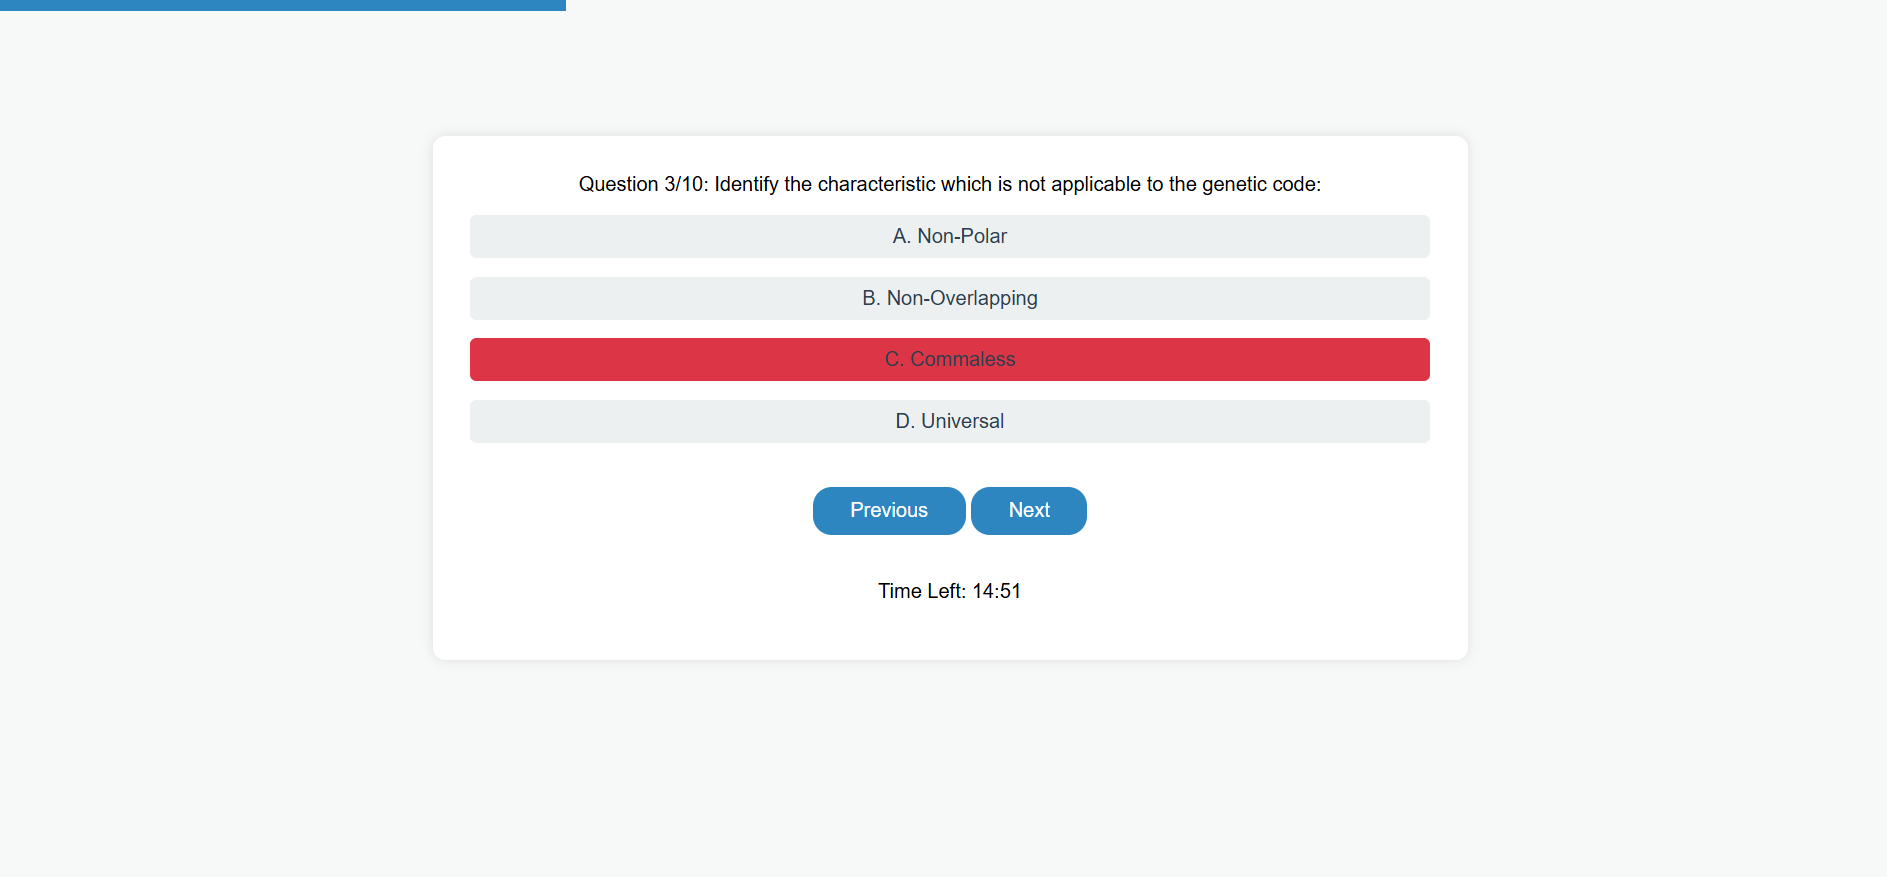 Question 3/10: Identify the characteristic which is not applicable to the genetic code:
A. Non-Polar
B. Non-Overlapping
C. Commaless
D. Universal
Previous Next
Time Left: 14:51